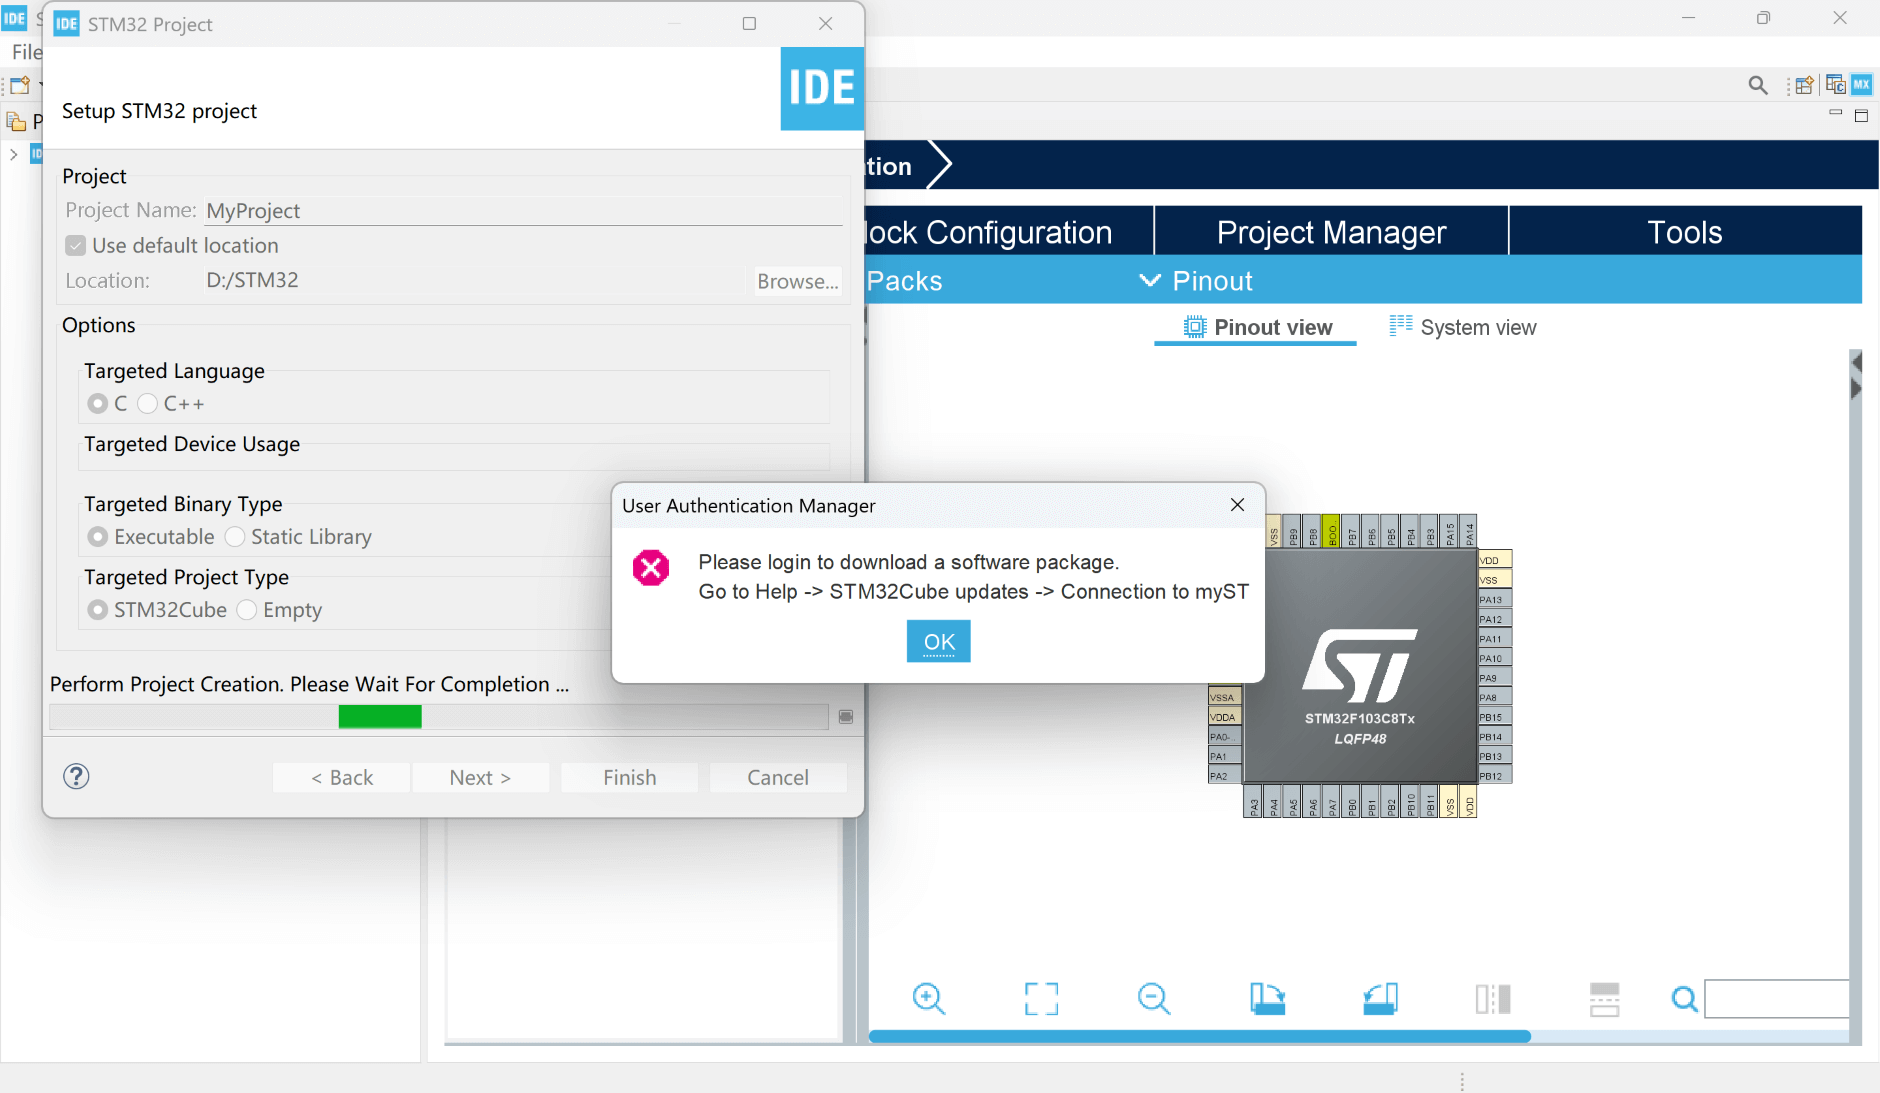 IDE
STM32 Project
File
Setup STM32 project
IDE
P
Project
Project Name: MyProject
Use default location
Location: D:/STM32 Browse...
Options
Targeted Language
C C++
Targeted Device Usage
Targeted Binary Type
Executable Static Library
Targeted Project Type
STM32Cube Empty
Perform Project Creation. Please Wait For Completion ...
< Back Next > Finish Cancel
MX
tion
lock Configuration Project Manager Tools
Packs Pinout
Pinout view System view
User Authentication Manager
Please login to download a software package.
Go to Help -> STM32Cube updates -> Connection to myST
OK
VSS PB9 PB8 BOO.. PB7 PB6 PB5 PB4 PB3 PA15 PA14
VDD
VSS
PA13
PA12
PA11
PA10
PA9
PA8
PB15
PB14
PB13
PB12
VSSA
VDDA
PA0-..
PA1
PA2
ST
STM32F103C8Tx
LQFP48
PA3 PA4 PA5 PA6 PA7 PB0 PB1 PB2 PB10 PB11 VSS VDD